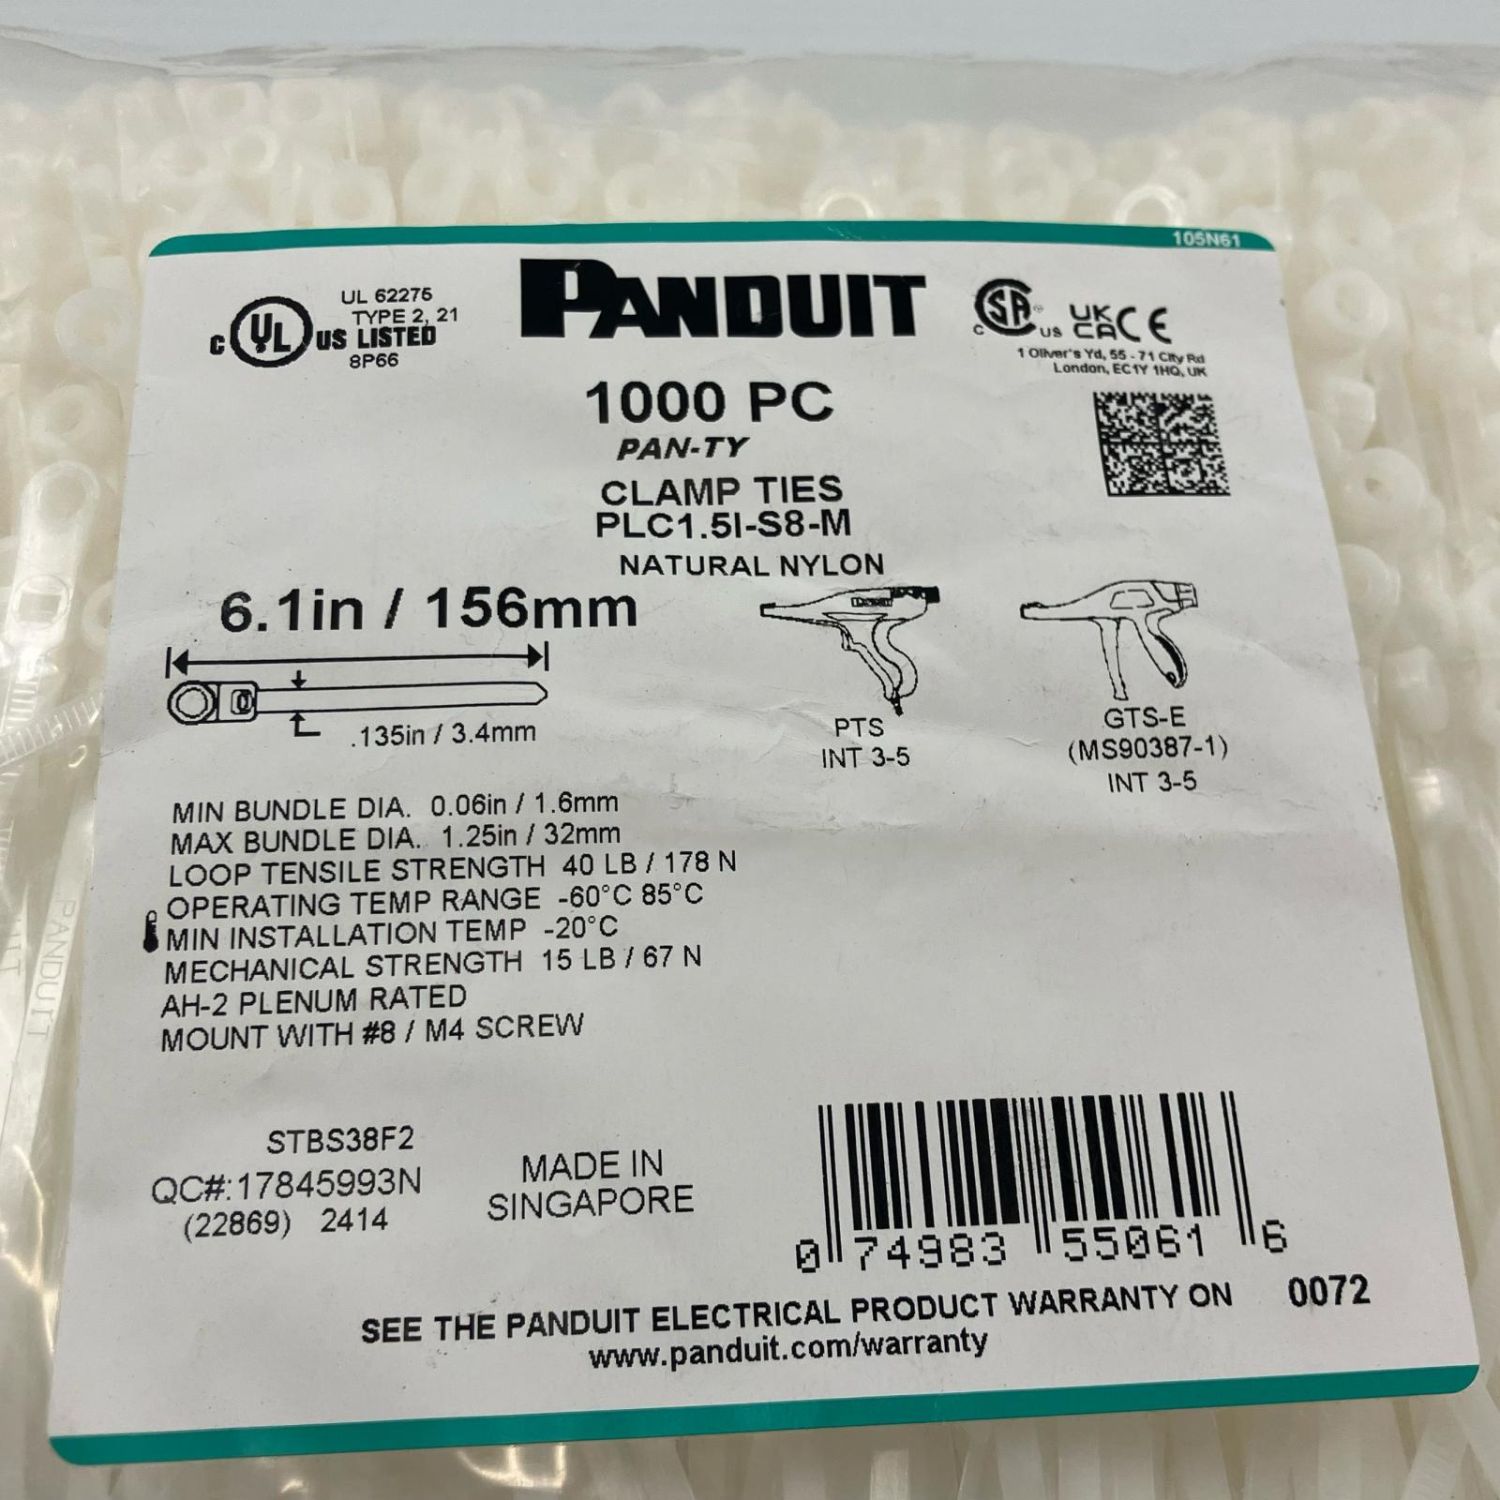 105N61
UL 62275
TYPE 2, 21
C UL US LISTED
8P66
PANDUIT
C SA US UK CA CE
1 Oliver's Yd, 55 - 71 City Rd
London, EC1Y 1HQ, UK
1000 PC
PAN-TY
CLAMP TIES
PLC1.5I-S8-M
NATURAL NYLON
6.1in / 156mm
.135in / 3.4mm
PTS
INT 3-5
GTS-E
(MS90387-1)
INT 3-5
MIN BUNDLE DIA. 0.06in / 1.6mm
MAX BUNDLE DIA. 1.25in / 32mm
LOOP TENSILE STRENGTH 40 LB / 178 N
OPERATING TEMP RANGE -60°C 85°C
MIN INSTALLATION TEMP -20°C
MECHANICAL STRENGTH 15 LB / 67 N
AH-2 PLENUM RATED
MOUNT WITH #8 / M4 SCREW
STBS38F2
QC#:17845993N
(22869) 2414
MADE IN
SINGAPORE
0 74983 55061 6
SEE THE PANDUIT ELECTRICAL PRODUCT WARRANTY ON 0072
www.panduit.com/warranty
PANDUIT